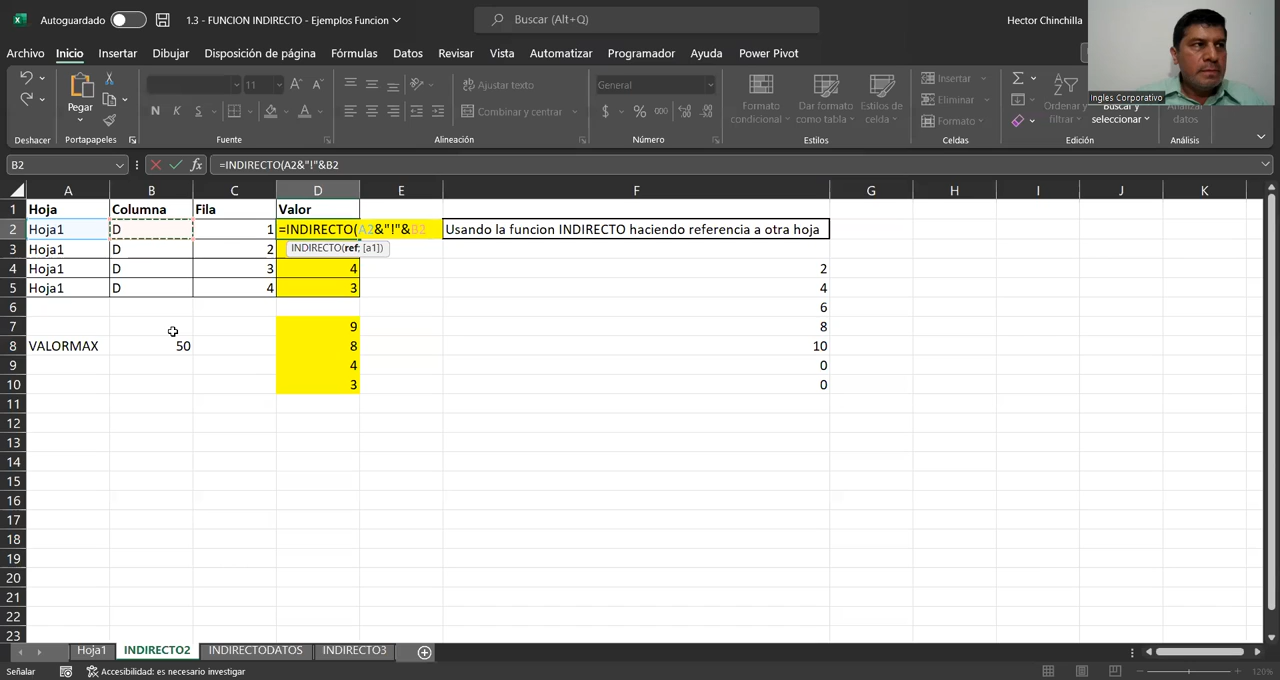 Autoguardado 1.3 - FUNCION INDIRECTO - Ejemplos Funcion Buscar (Alt+Q) Hector Chinchilla
Archivo Inicio Insertar Dibujar Disposición de página Fórmulas Datos Revisar Vista Automatizar Programador Ayuda Power Pivot
Pegar
N K S
11
Ajustar texto
Combinar y centrar
General
$ % 000
Formato condicional
Dar formato como tabla
Estilos de celda
Insertar
Eliminar
Formato
Ordenar y filtrar
Buscar y seleccionar
Analizar datos
Ingles Corporativo
Deshacer Portapapeles Fuente Alineación Número Estilos Celdas Edición Análisis
B2 fx =INDIRECTO(A2&"!"&B2
A B C D E F G H I J K
1 Hoja Columna Fila Valor
2 Hoja1 D 1 =INDIRECTO(A2&"!"&B2 Usando la funcion INDIRECTO haciendo referencia a otra hoja
3 Hoja1 D 2 INDIRECTO(ref; [a1])
4 Hoja1 D 3 4 2
5 Hoja1 D 4 3 4
6 6
7 9 8
8 VALORMAX 50 8 10
9 4 0
10 3 0
11
12
13
14
15
16
17
18
19
20
21
22
23
Hoja1 INDIRECTO2 INDIRECTODATOS INDIRECTO3
Señalar Accesibilidad: es necesario investigar 120%